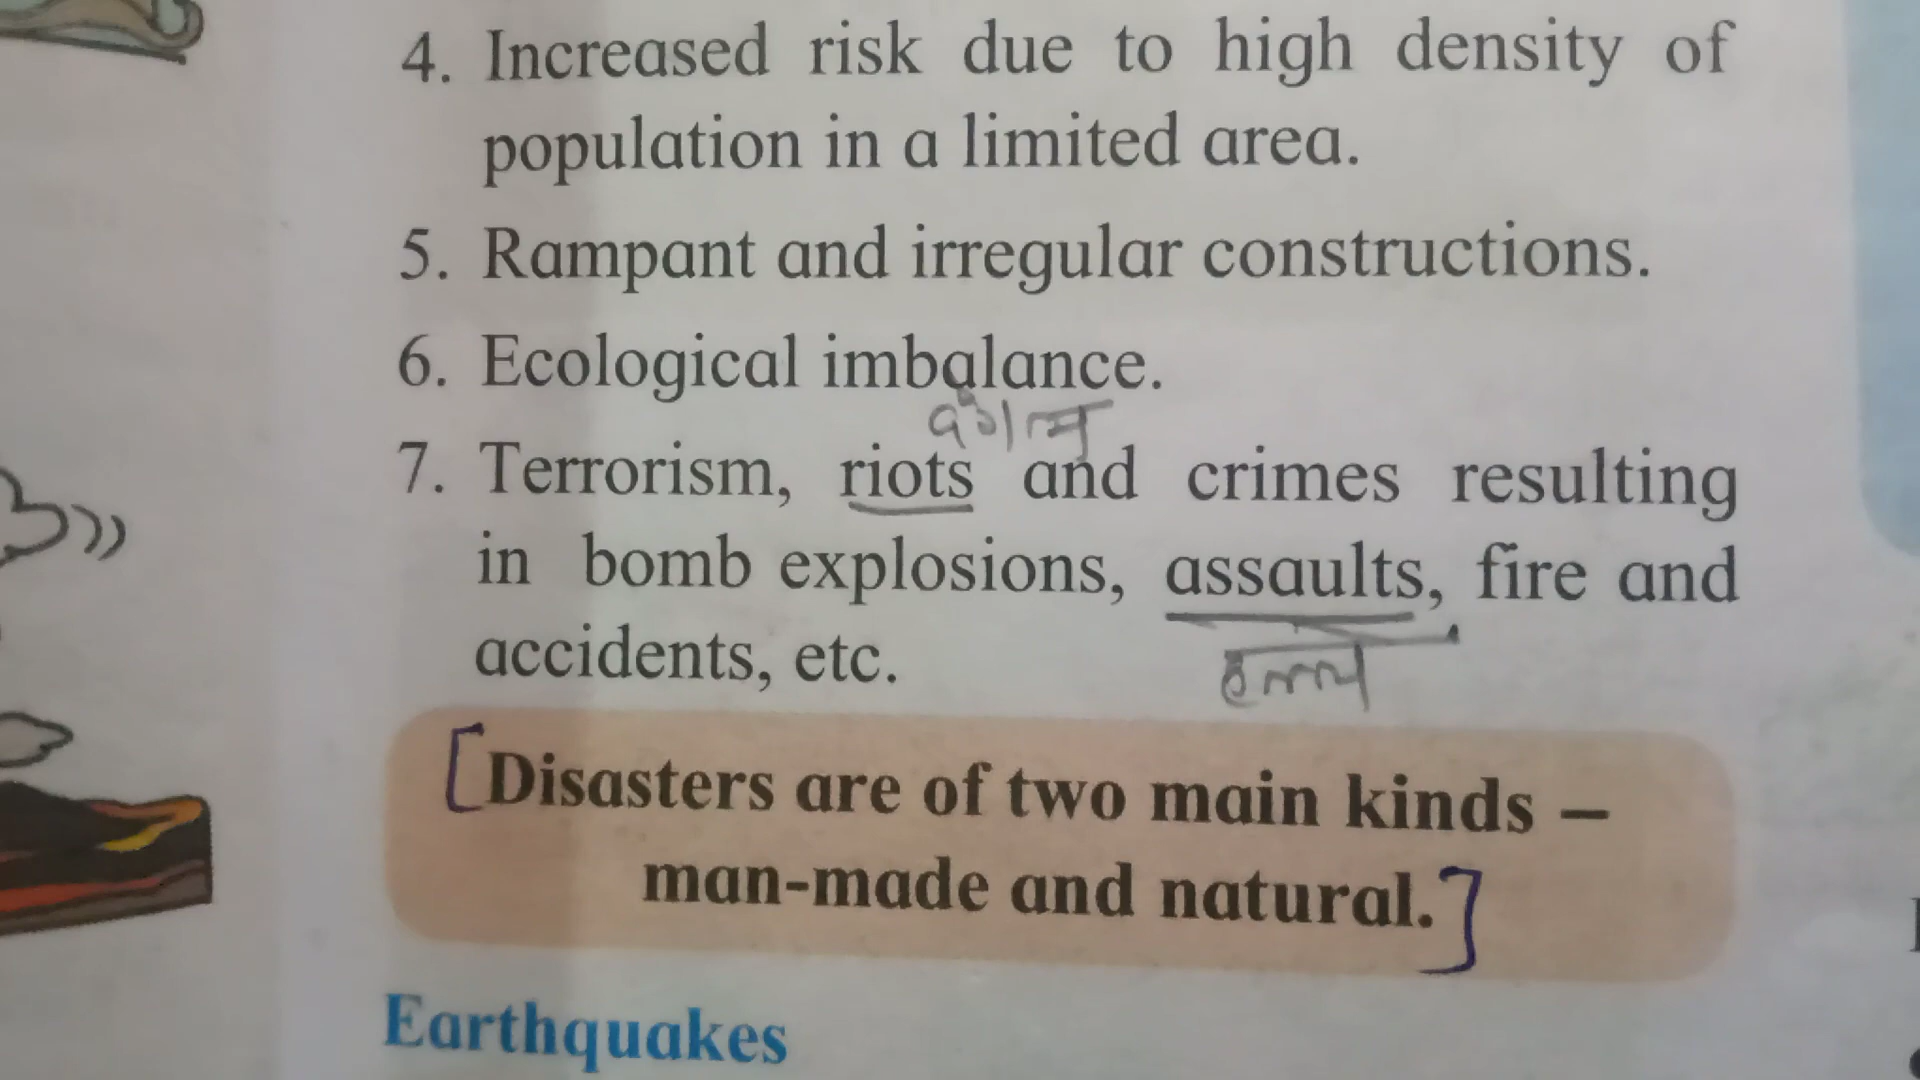 4. Increased risk due to high density of
population in a limited area.
5. Rampant and irregular constructions.
6. Ecological imbalance.
7. Terrorism, riots and crimes resulting
in bomb explosions, assaults, fire and
accidents, etc.
[Disasters are of two main kinds –
man-made and natural.]
Earthquakes